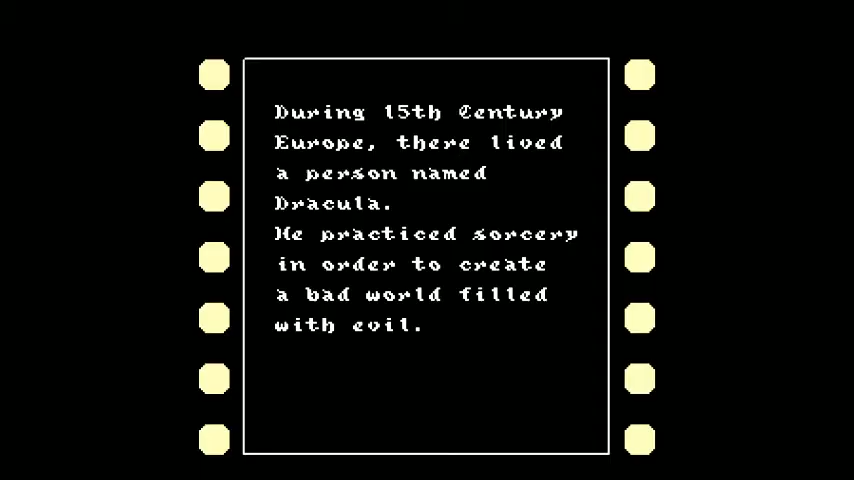 During 15th Century
Europe, there lived
a person named
Dracula.
He practiced sorcery
in order to create
a bad world filled
with evil.